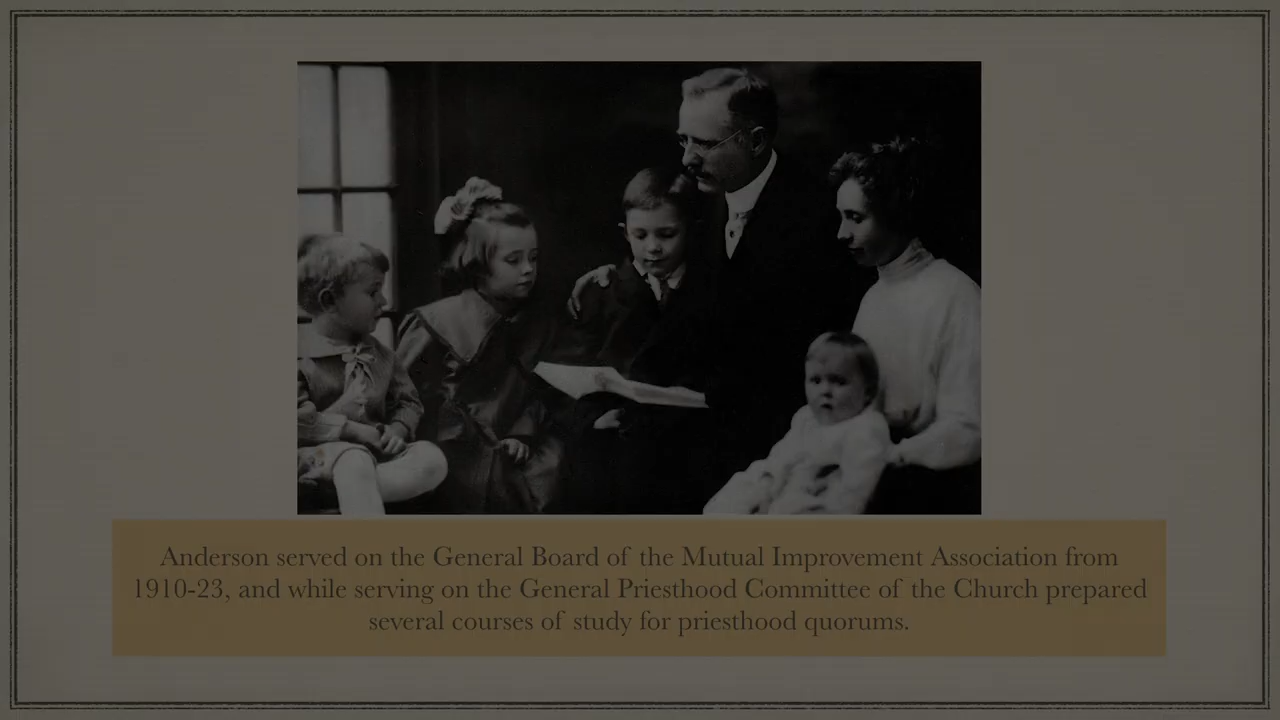 Anderson served on the General Board of the Mutual Improvement Association from
1910-23, and while serving on the General Priesthood Committee of the Church prepared
several courses of study for priesthood quorums.